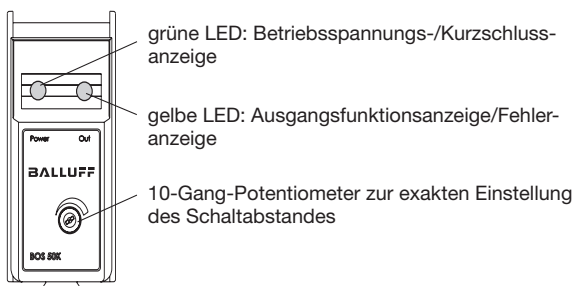 grüne LED: Betriebsspannungs-/Kurzschluss-
anzeige
gelbe LED: Ausgangsfunktionsanzeige/Fehler-
anzeige
Power Out
BALLUFF
10-Gang-Potentiometer zur exakten Einstellung
des Schaltabstandes
BOS 50K